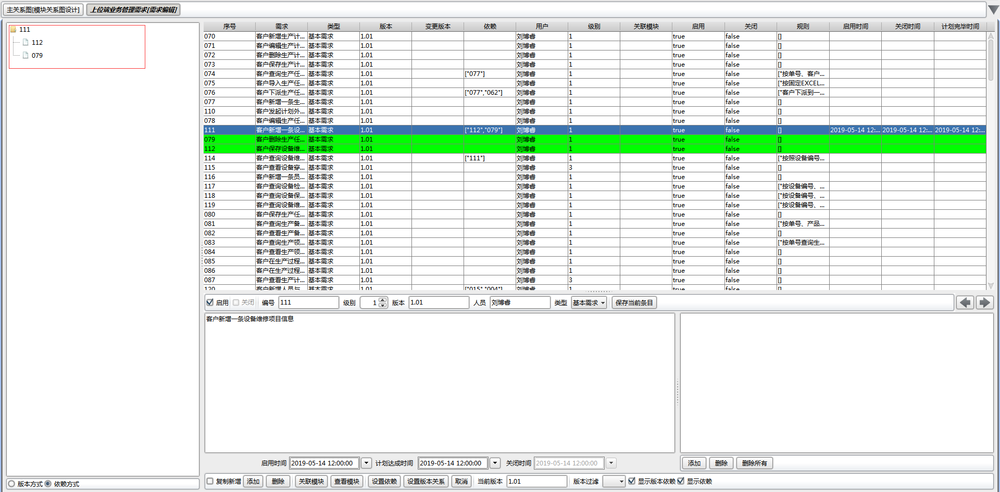 主关系图[模块关系图设计] 上位端业务管理需求[需求编辑]
111
112
079
序号 需求 类型 版本 变更版本 依赖 用户 级别 关联模块 启用 关闭 规则 启用时间 关闭时间 计划完毕时间
070 客户新增生产计... 基本需求 1.01 刘博睿 1 true false []
071 客户编辑生产计... 基本需求 1.01 刘博睿 1 true false []
072 客户删除生产计... 基本需求 1.01 刘博睿 1 true false []
073 客户保存生产计... 基本需求 1.01 刘博睿 1 true false []
074 客户查询生产任... 基本需求 1.01 ["077"] 刘博睿 1 true false ["按单号、客户...
075 客户导入生产任... 基本需求 1.01 刘博睿 1 true false ["按固定EXCEL...
076 客户下派生产任... 基本需求 1.01 ["077","062"] 刘博睿 1 true false ["客户下派到一...
077 客户新增一条生... 基本需求 1.01 刘博睿 1 true false []
110 客户发起计划外... 基本需求 1.01 刘博睿 1 true false []
078 客户编辑生产任... 基本需求 1.01 刘博睿 1 true false []
111 客户新增一条设... 基本需求 1.01 ["112","079"] 刘博睿 1 true false [] 2019-05-14 12:... 2019-05-14 12:... 2019-05-14 12:...
079 客户删除生产任... 基本需求 1.01 刘博睿 1 true false []
112 客户保存设备维... 基本需求 1.01 刘博睿 1 true false []
114 客户查询设备维... 基本需求 1.01 ["111"] 刘博睿 1 true false ["按照设备编号...
115 客户查看设备穿... 基本需求 1.01 刘博睿 3 true false []
116 客户新增一条员... 基本需求 1.01 刘博睿 1 true false []
117 客户查询设备检... 基本需求 1.01 刘博睿 1 true false ["按设备编号、...
118 客户查询设备保... 基本需求 1.01 刘博睿 1 true false ["按设备编号、...
119 客户查询设备维... 基本需求 1.01 刘博睿 1 true false ["按设备编号、...
080 客户保存生产任... 基本需求 1.01 刘博睿 1 true false []
081 客户查询生产备... 基本需求 1.01 刘博睿 1 true false ["按单号、产品...
082 客户查看生产备... 基本需求 1.01 刘博睿 1 true false []
083 客户查询生产领... 基本需求 1.01 刘博睿 1 true false ["按单号查询生...
084 客户查看生产领... 基本需求 1.01 刘博睿 1 true false []
085 客户在生产过程... 基本需求 1.01 刘博睿 1 true false []
086 客户在生产过程... 基本需求 1.01 刘博睿 1 true false []
087 客户查看生产计... 基本需求 1.01 刘博睿 3 true false []
120 客户新增人员与... 基本需求 1.01 ["015","004"] 刘博睿 1 true false []
启用 关闭 编号 111 级别 1 版本 1.01 人员 刘博睿 类型 基本需求 保存当前条目
客户新增一条设备维修项目信息
启用时间 2019-05-14 12:00:00 计划达成时间 2019-05-14 12:00:00 关闭时间 2019-05-14 12:00:00 添加 删除 删除所有
版本方式 依赖方式 复制新增 添加 删除 关联模块 查看模块 设置依赖 设置版本关系 取消 当前版本 1.01 版本过滤 显示版本依赖 显示依赖